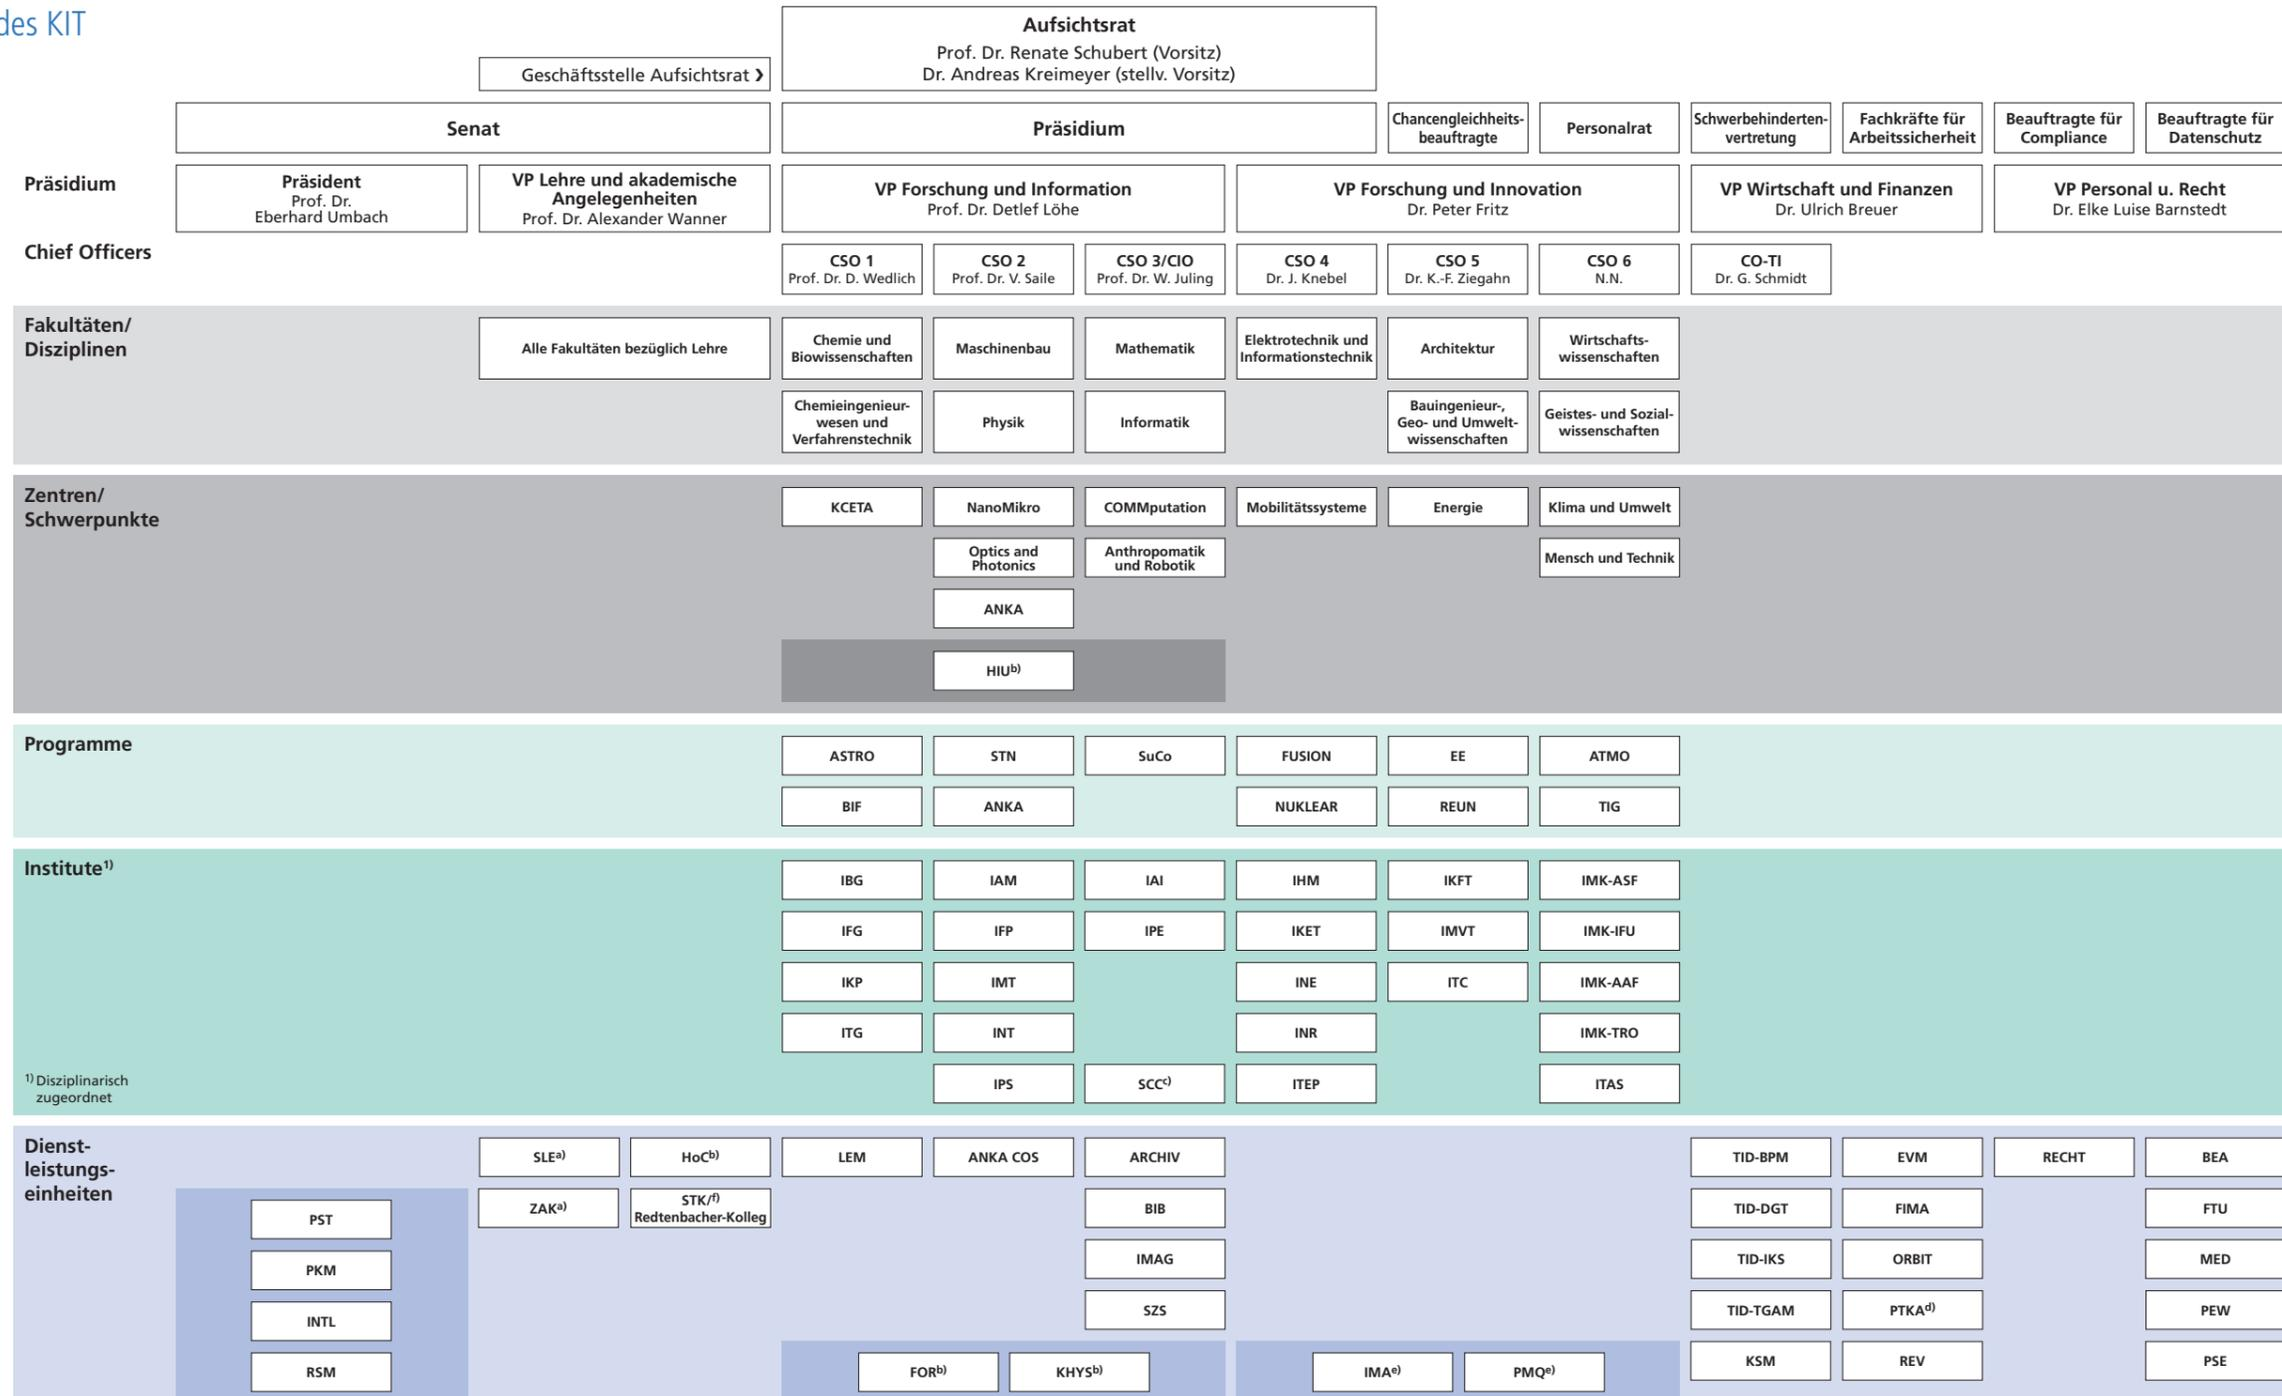 des KIT
Aufsichtsrat
Prof. Dr. Renate Schubert (Vorsitz)
Dr. Andreas Kreimeyer (stellv. Vorsitz)
Geschäftsstelle Aufsichtsrat ❯
Senat
Präsidium
Chancengleichheits-
beauftragte
Personalrat
Schwerbehinderten-
vertretung
Fachkräfte für
Arbeitssicherheit
Beauftragte für
Compliance
Beauftragte für
Datenschutz
Präsidium
Präsident
Prof. Dr.
Eberhard Umbach
VP Lehre und akademische
Angelegenheiten
Prof. Dr. Alexander Wanner
VP Forschung und Information
Prof. Dr. Detlef Löhe
VP Forschung und Innovation
Dr. Peter Fritz
VP Wirtschaft und Finanzen
Dr. Ulrich Breuer
VP Personal u. Recht
Dr. Elke Luise Barnstedt
Chief Officers
CSO 1
Prof. Dr. D. Wedlich
CSO 2
Prof. Dr. V. Saile
CSO 3/CIO
Prof. Dr. W. Juling
CSO 4
Dr. J. Knebel
CSO 5
Dr. K.-F. Ziegahn
CSO 6
N.N.
CO-TI
Dr. G. Schmidt
Fakultäten/
Disziplinen
Alle Fakultäten bezüglich Lehre
Chemie und
Biowissenschaften
Maschinenbau
Mathematik
Elektrotechnik und
Informationstechnik
Architektur
Wirtschafts-
wissenschaften
Chemieingenieur-
wesen und
Verfahrenstechnik
Physik
Informatik
Bauingenieur-,
Geo- und Umwelt-
wissenschaften
Geistes- und Sozial-
wissenschaften
Zentren/
Schwerpunkte
KCETA
NanoMikro
COMMputation
Mobilitätssysteme
Energie
Klima und Umwelt
Optics and
Photonics
Anthropomatik
und Robotik
Mensch und Technik
ANKA
HIUb)
Programme
ASTRO
STN
SuCo
FUSION
EE
ATMO
BIF
ANKA
NUKLEAR
REUN
TIG
Institute1)
IBG
IAM
IAI
IHM
IKFT
IMK-ASF
IFG
IFP
IPE
IKET
IMVT
IMK-IFU
IKP
IMT
INE
ITC
IMK-AAF
ITG
INT
INR
IMK-TRO
1) Disziplinarisch
zugeordnet
IPS
SCCc)
ITEP
ITAS
Dienst-
leistungs-
einheiten
SLEa)
HoCb)
LEM
ANKA COS
ARCHIV
TID-BPM
EVM
RECHT
BEA
PST
ZAKa)
STK/f)
Redtenbacher-Kolleg
BIB
TID-DGT
FIMA
FTU
PKM
IMAG
TID-IKS
ORBIT
MED
INTL
SZS
TID-TGAM
PTKAd)
PEW
RSM
FORb)
KHYSb)
IMAe)
PMQe)
KSM
REV
PSE